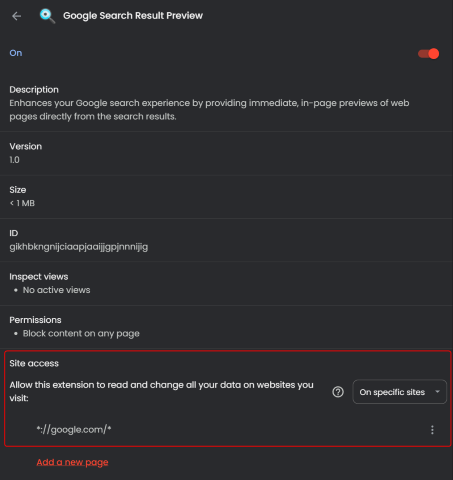 Google Search Result Preview
On
Description
Enhances your Google search experience by providing immediate, in-page previews of web
pages directly from the search results.
Version
1.0
Size
< 1 MB
ID
gikhbkngnijciaapjaaijjgpjnnnijig
Inspect views
• No active views
Permissions
• Block content on any page
Site access
Allow this extension to read and change all your data on websites you
visit:
On specific sites
*://google.com/*
Add a new page